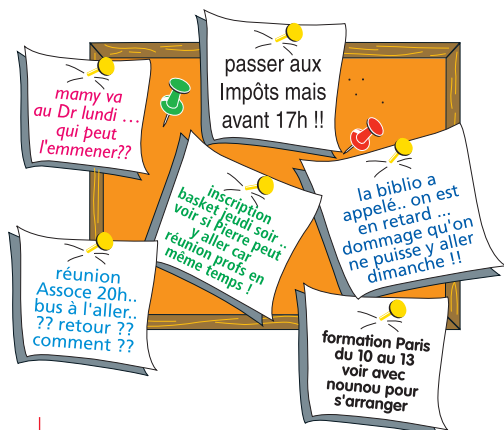 mamy va
au Dr lundi ...
qui peut
l'emmener??
passer aux
Impôts mais
avant 17h !!
inscription
basket jeudi soir..
voir si Pierre peut
y aller car
réunion profs en
même temps !
la biblio a
appelé.. on est
en retard ...
dommage qu'on
ne puisse y aller
dimanche !!
réunion
Assoce 20h..
bus à l'aller..
?? retour ??
comment ??
formation Paris
du 10 au 13
voir avec
nounou pour
s'arranger